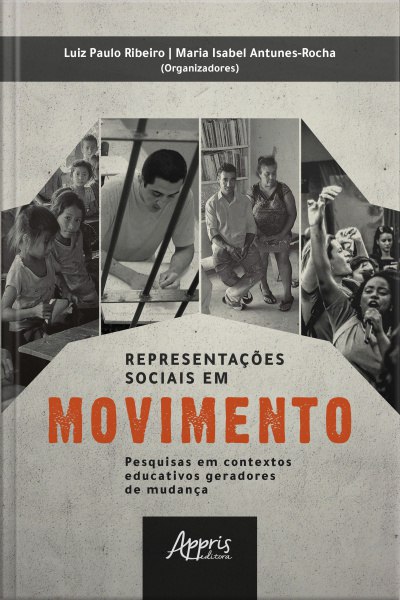 Luiz Paulo Ribeiro | Maria Isabel Antunes-Rocha
(Organizadores)
REPRESENTAÇÕES
SOCIAIS EM
MOVIMENTO
Pesquisas em contextos
educativos geradores
de mudança
Appris
editora